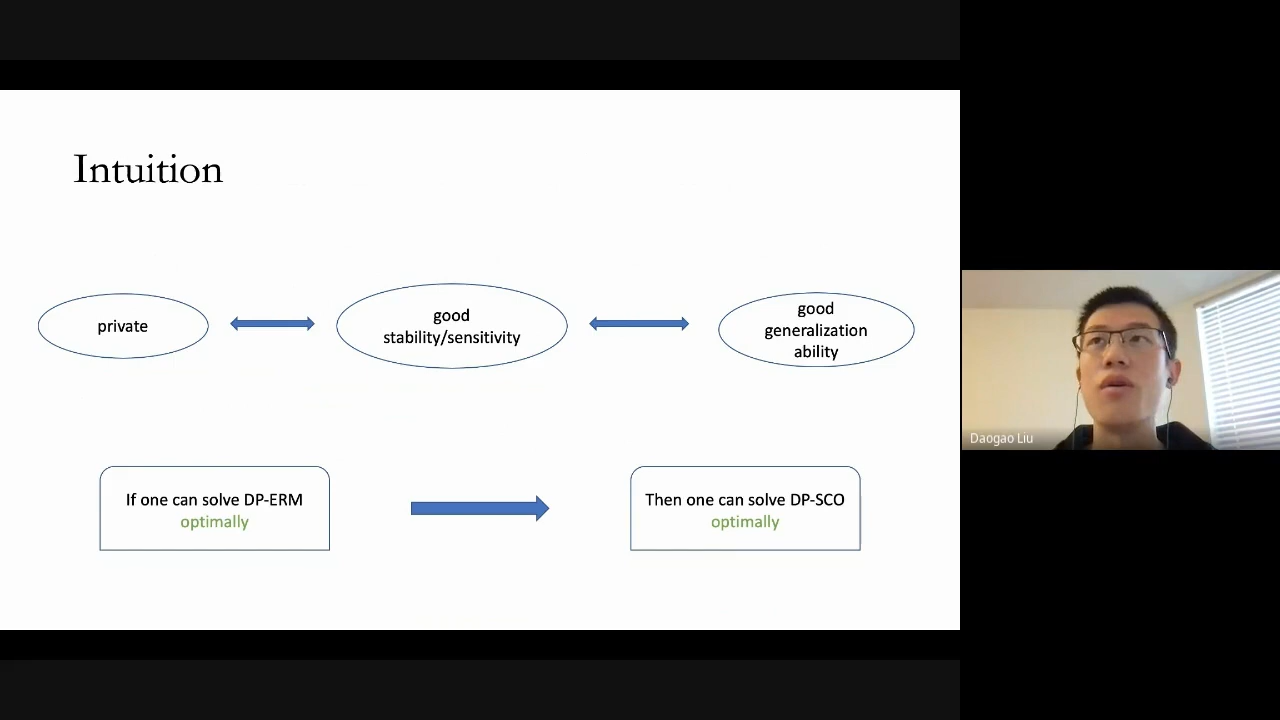 Intuition
private
good
stability/sensitivity
good
generalization
ability
If one can solve DP-ERM
optimally
Then one can solve DP-SCO
optimally
Daogao Liu